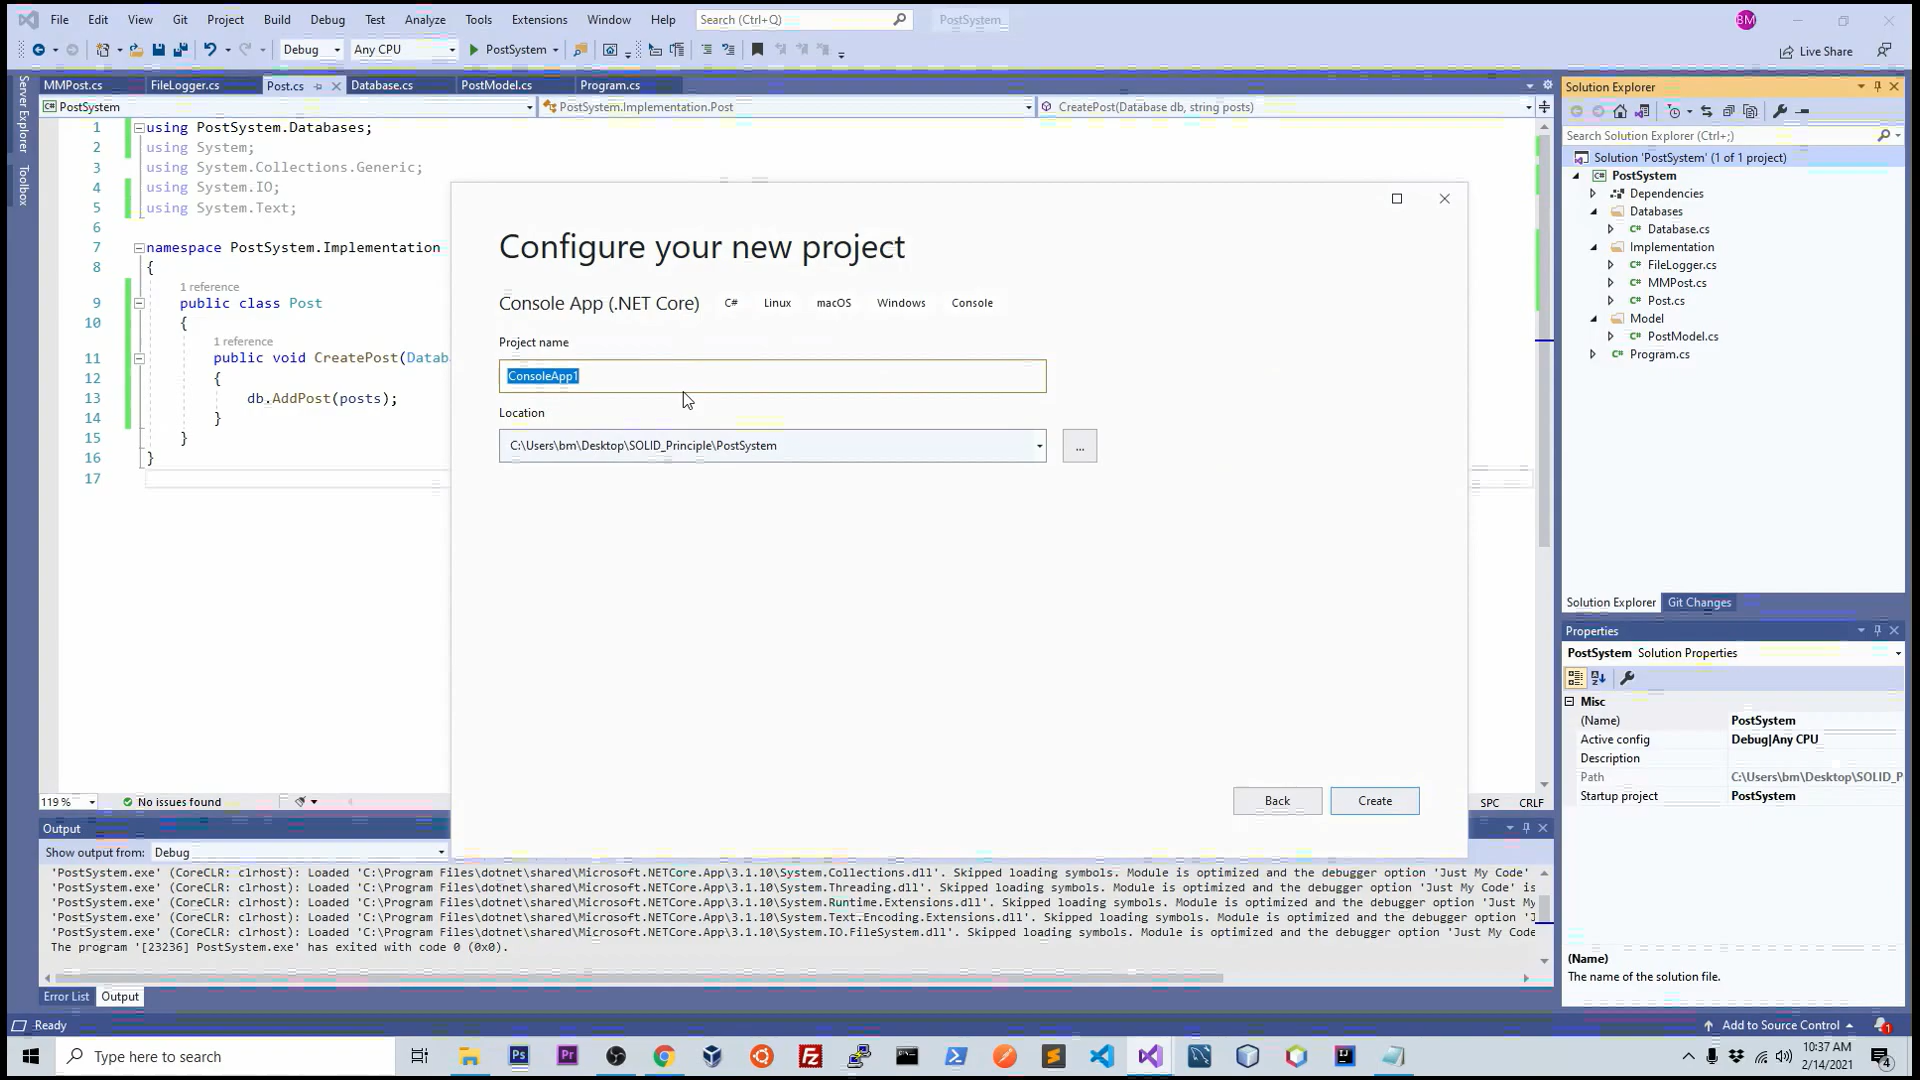 File Edit View Git Project Build Debug Test Analyze Tools Extensions Window Help Search (Ctrl+Q) PostSystem BM
Debug Any CPU PostSystem Live Share
Server Explorer
Toolbox
MMPost.cs FileLogger.cs Post.cs Database.cs PostModel.cs Program.cs
PostSystem PostSystem.Implementation.Post CreatePost(Database db, string posts)
1 using PostSystem.Databases;
2 using System;
3 using System.Collections.Generic;
4 using System.IO;
5 using System.Text;
6
7 namespace PostSystem.Implementation
8 {
1 reference
9 public class Post
10 {
1 reference
11 public void CreatePost(Datab
12 {
13 db.AddPost(posts);
14 }
15 }
16 }
17
Configure your new project
Console App (.NET Core) C# Linux macOS Windows Console
Project name
ConsoleApp1
Location
C:\Users\bm\Desktop\SOLID_Principle\PostSystem
...
Back Create
119 % No issues found SPC CRLF
Output
Show output from: Debug
'PostSystem.exe' (CoreCLR: clrhost): Loaded 'C:\Program Files\dotnet\shared\Microsoft.NETCore.App\3.1.10\System.Collections.dll'. Skipped loading symbols. Module is optimized and the debugger option 'Just My Code'
'PostSystem.exe' (CoreCLR: clrhost): Loaded 'C:\Program Files\dotnet\shared\Microsoft.NETCore.App\3.1.10\System.Threading.dll'. Skipped loading symbols. Module is optimized and the debugger option 'Just My Code' is
'PostSystem.exe' (CoreCLR: clrhost): Loaded 'C:\Program Files\dotnet\shared\Microsoft.NETCore.App\3.1.10\System.Runtime.Extensions.dll'. Skipped loading symbols. Module is optimized and the debugger option 'Just My
'PostSystem.exe' (CoreCLR: clrhost): Loaded 'C:\Program Files\dotnet\shared\Microsoft.NETCore.App\3.1.10\System.Text.Encoding.Extensions.dll'. Skipped loading symbols. Module is optimized and the debugger option 'J
'PostSystem.exe' (CoreCLR: clrhost): Loaded 'C:\Program Files\dotnet\shared\Microsoft.NETCore.App\3.1.10\System.IO.FileSystem.dll'. Skipped loading symbols. Module is optimized and the debugger option 'Just My Code
The program '[23236] PostSystem.exe' has exited with code 0 (0x0).
Error List Output
Solution Explorer
Search Solution Explorer (Ctrl+;)
Solution 'PostSystem' (1 of 1 project)
C# PostSystem
Dependencies
Databases
C# Database.cs
Implementation
C# FileLogger.cs
C# MMPost.cs
C# Post.cs
Model
C# PostModel.cs
C# Program.cs
Solution Explorer Git Changes
Properties
PostSystem Solution Properties
Misc
(Name) PostSystem
Active config Debug|Any CPU
Description
Path C:\Users\bm\Desktop\SOLID_P
Startup project PostSystem
(Name)
The name of the solution file.
Ready Add to Source Control 1
Type here to search Ps Pr FZ 10:37 AM
2/14/2021 4